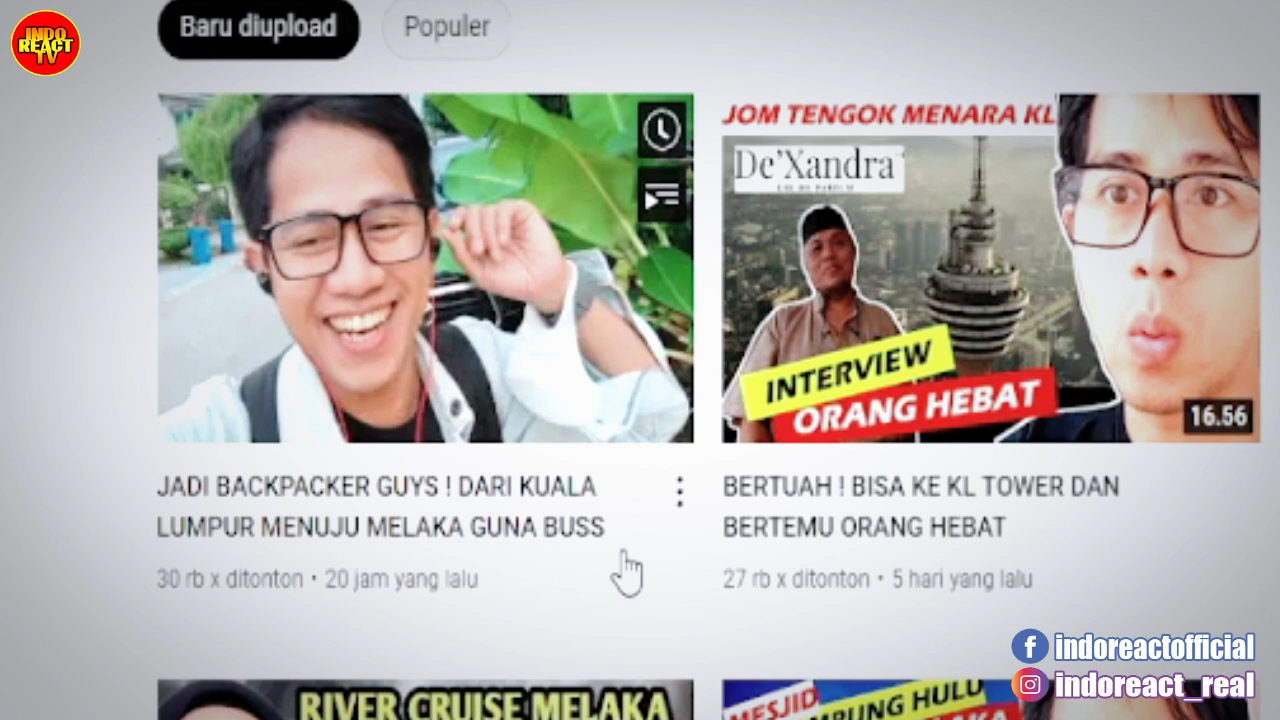 INDO
REACT
TV
Baru diupload
Populer
JOM TENGOK MENARA KL
De'Xandra
INTERVIEW
ORANG HEBAT
16.56
JADI BACKPACKER GUYS ! DARI KUALA
LUMPUR MENUJU MELAKA GUNA BUSS
30 rb x ditonton • 20 jam yang lalu
BERTUAH ! BISA KE KL TOWER DAN
BERTEMU ORANG HEBAT
27 rb x ditonton • 5 hari yang lalu
RIVER CRUISE MELAKA
MESJID
HULU
indoreactofficial
indoreact_real